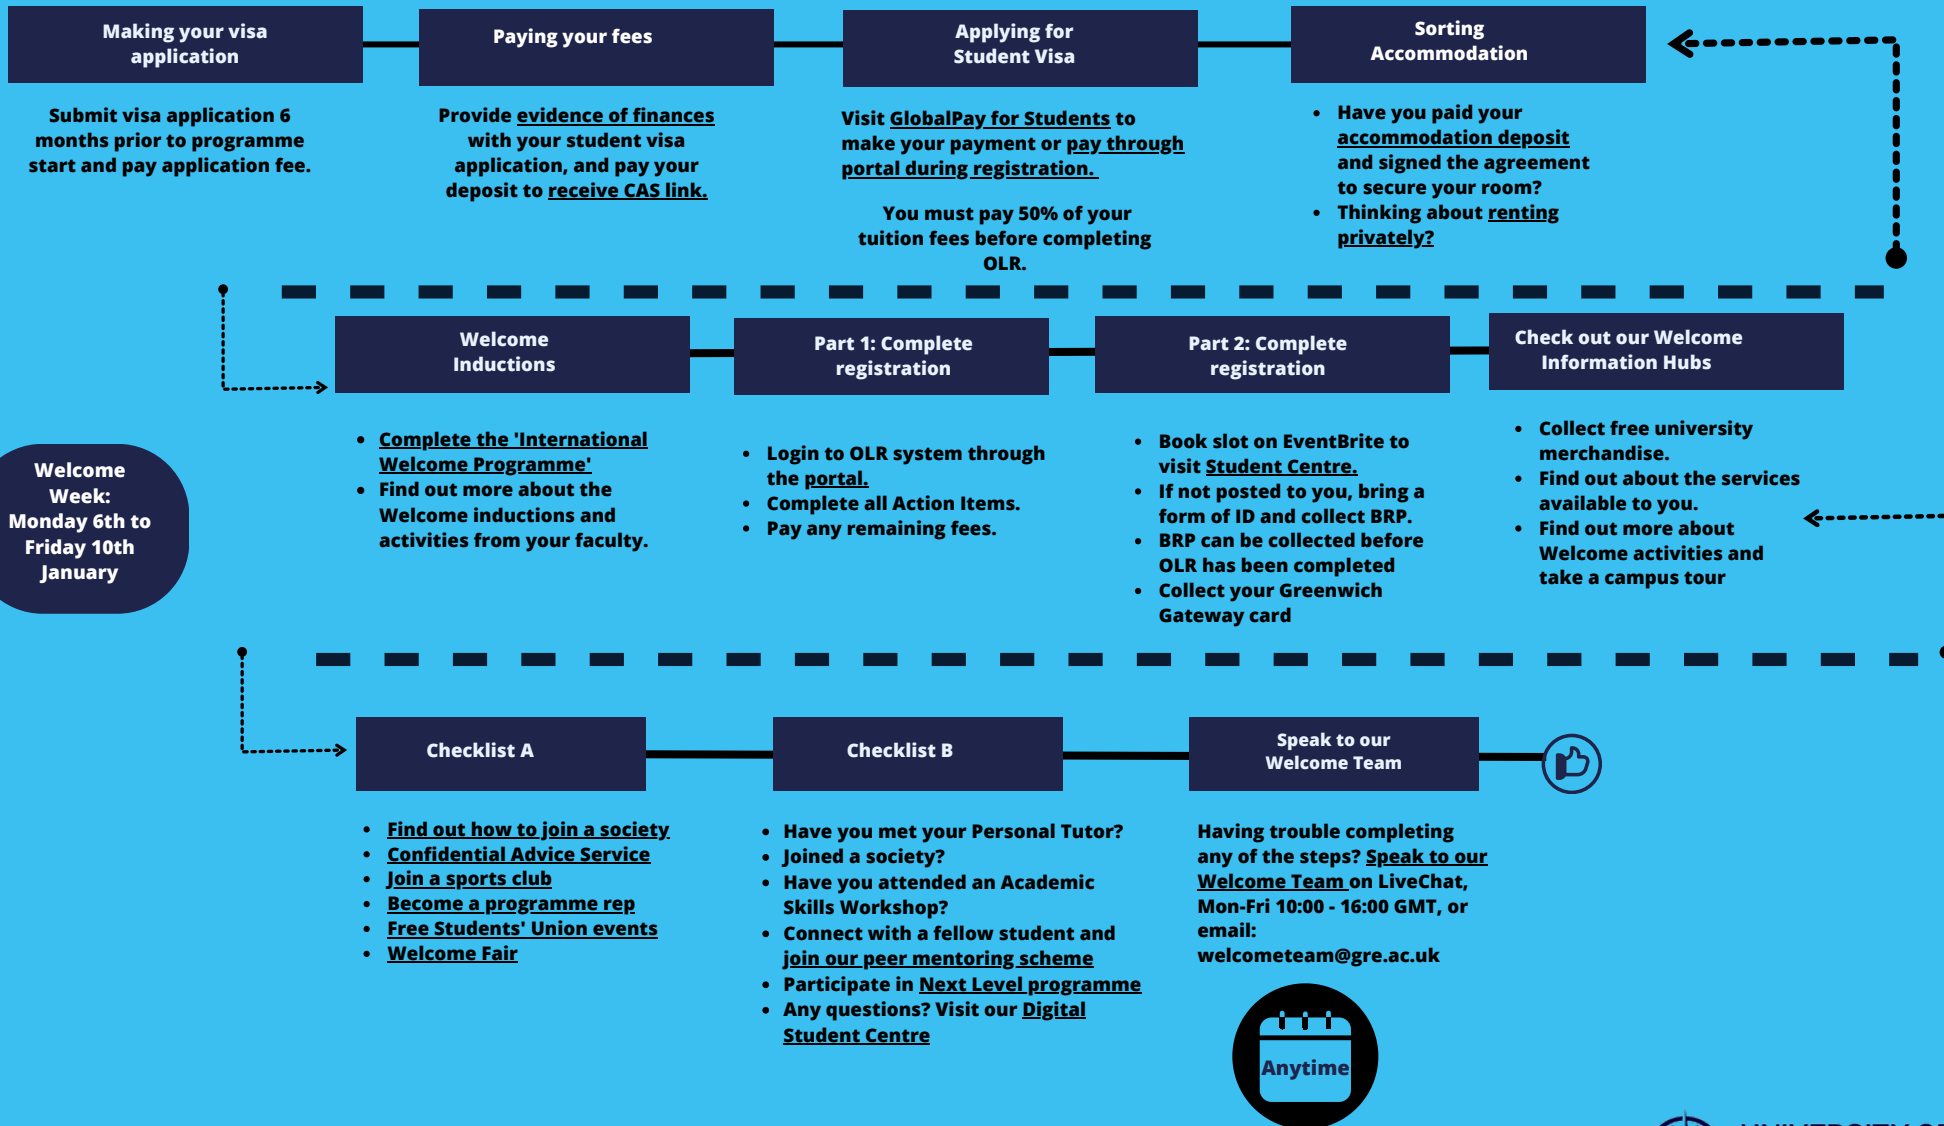 Making your visa
application
Submit visa application 6
months prior to programme
start and pay application fee.
Paying your fees
Provide evidence of finances
with your student visa
application, and pay your
deposit to receive CAS link.
Applying for
Student Visa
Visit GlobalPay for Students to
make your payment or pay through
portal during registration.
You must pay 50% of your
tuition fees before completing
OLR.
Sorting
Accommodation
• Have you paid your
accommodation deposit
and signed the agreement
to secure your room?
• Thinking about renting
privately?
Welcome
Week:
Monday 6th to
Friday 10th
January
Welcome
Inductions
• Complete the 'International
Welcome Programme'
• Find out more about the
Welcome inductions and
activities from your faculty.
Part 1: Complete
registration
• Login to OLR system through
the portal.
• Complete all Action Items.
• Pay any remaining fees.
Part 2: Complete
registration
• Book slot on EventBrite to
visit Student Centre.
• If not posted to you, bring a
form of ID and collect BRP.
• BRP can be collected before
OLR has been completed
• Collect your Greenwich
Gateway card
Check out our Welcome
Information Hubs
• Collect free university
merchandise.
• Find out about the services
available to you.
• Find out more about
Welcome activities and
take a campus tour
Checklist A
• Find out how to join a society
• Confidential Advice Service
• Join a sports club
• Become a programme rep
• Free Students' Union events
• Welcome Fair
Checklist B
• Have you met your Personal Tutor?
• Joined a society?
• Have you attended an Academic
Skills Workshop?
• Connect with a fellow student and
join our peer mentoring scheme
• Participate in Next Level programme
• Any questions? Visit our Digital
Student Centre
Speak to our
Welcome Team
Having trouble completing
any of the steps? Speak to our
Welcome Team on LiveChat,
Mon-Fri 10:00 - 16:00 GMT, or
email:
welcometeam@gre.ac.uk
Anytime